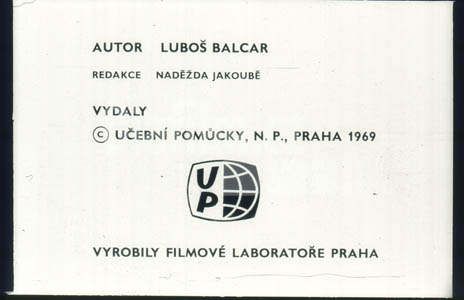 AUTOR LUBOŠ BALCAR
REDAKCE NADĚŽDA JAKOUBĚ
VYDALY
© UČEBNÍ POMŮCKY, N. P., PRAHA 1969
UP
VYROBILY FILMOVÉ LABORATOŘE PRAHA